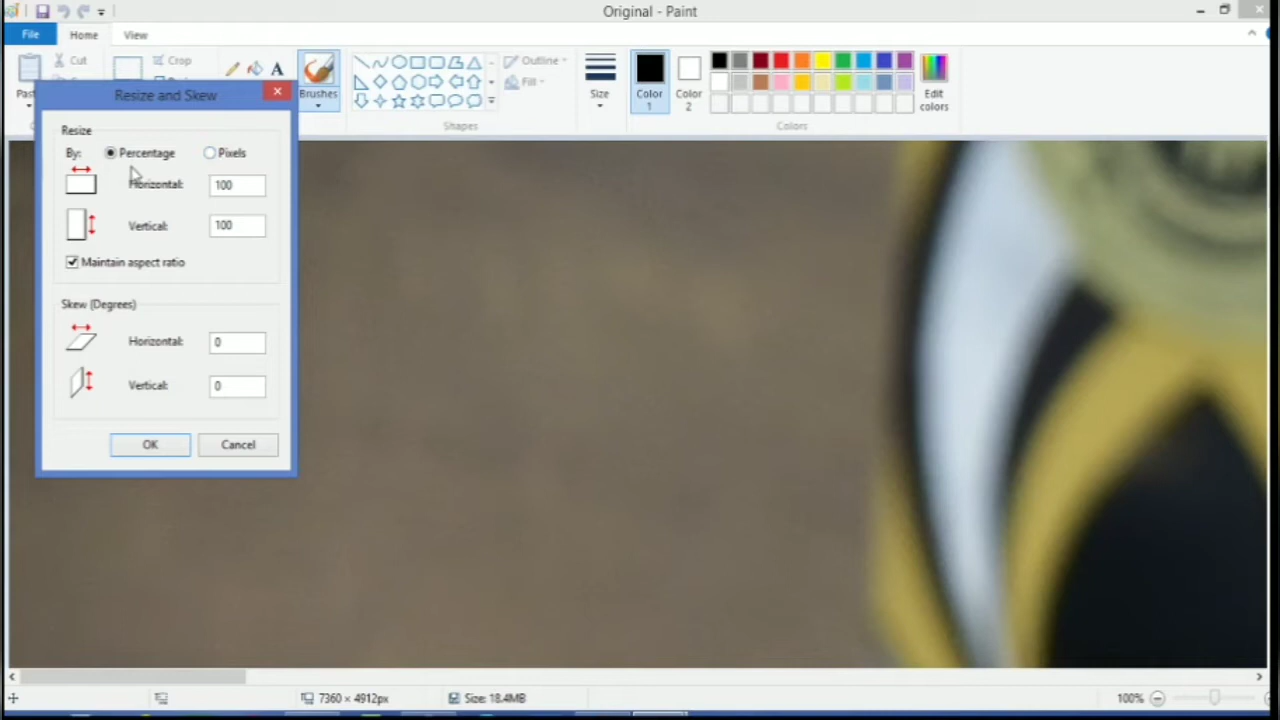 Original - Paint
File Home View
Cut Crop
Past
Brushes
Outline
Fill
Size
Color 1
Color 2
Edit colors
Shapes
Colors
Resize and Skew
Resize
By: Percentage Pixels
Horizontal: 100
Vertical: 100
Maintain aspect ratio
Skew (Degrees)
Horizontal: 0
Vertical: 0
OK Cancel
7360 × 4912px
Size: 18.4MB
100%